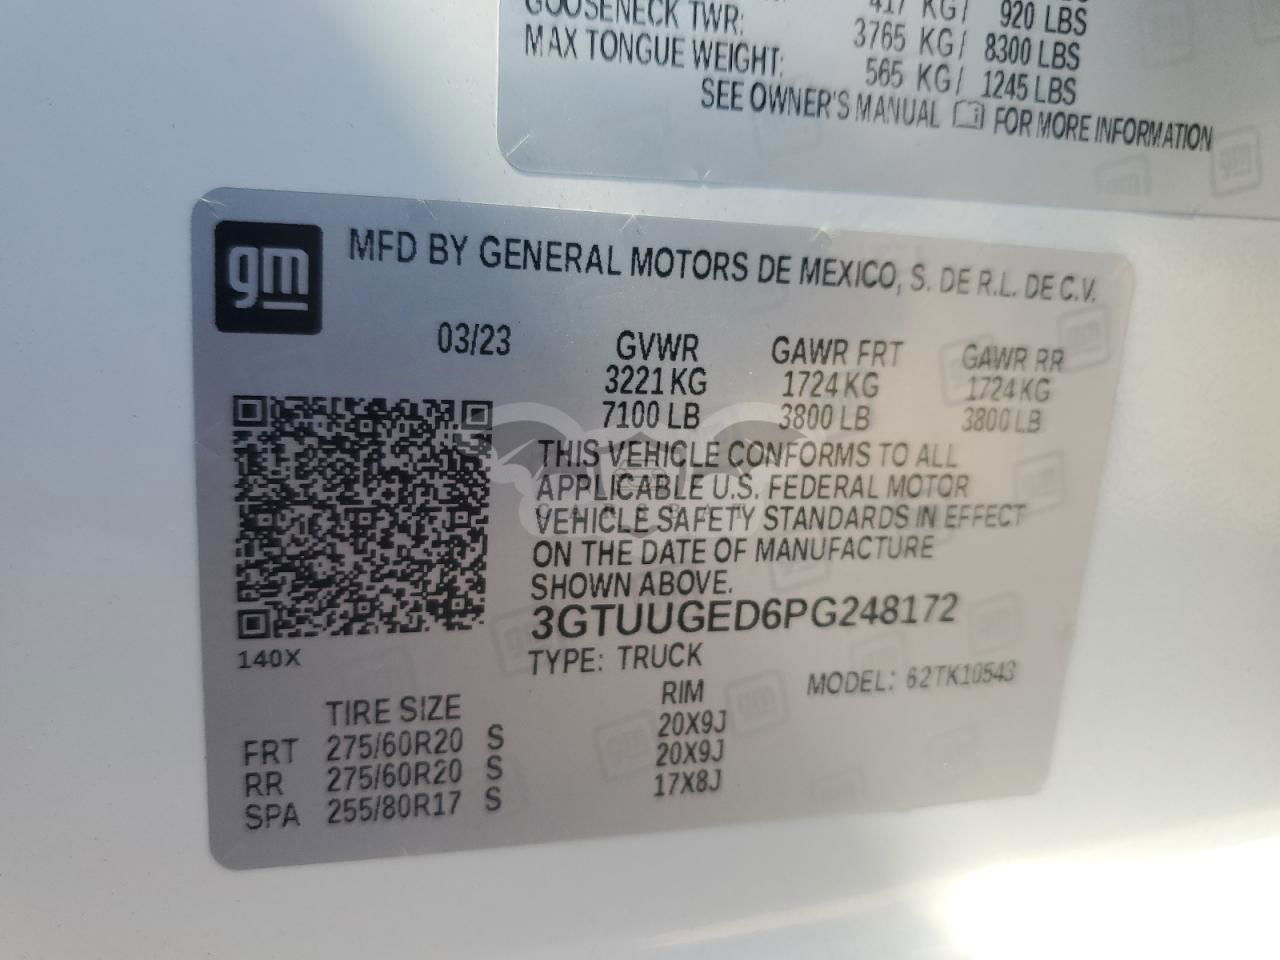 417 KG/ 920 LBS
GOOSENECK TWR: 3765 KG/ 8300 LBS
MAX TONGUE WEIGHT: 565 KG/ 1245 LBS
SEE OWNER'S MANUAL FOR MORE INFORMATION
gm
MFD BY GENERAL MOTORS DE MEXICO, S. DE R.L. DE C.V.
03/23 GVWR GAWR FRT GAWR RR
3221 KG 1724 KG 1724 KG
7100 LB 3800 LB 3800 LB
THIS VEHICLE CONFORMS TO ALL
APPLICABLE U.S. FEDERAL MOTOR
VEHICLE SAFETY STANDARDS IN EFFECT
ON THE DATE OF MANUFACTURE
SHOWN ABOVE.
3GTUUGED6PG248172
140X
TYPE: TRUCK MODEL: 62TK10543
TIRE SIZE RIM
FRT 275/60R20 S 20X9J
RR 275/60R20 S 20X9J
SPA 255/80R17 S 17X8J